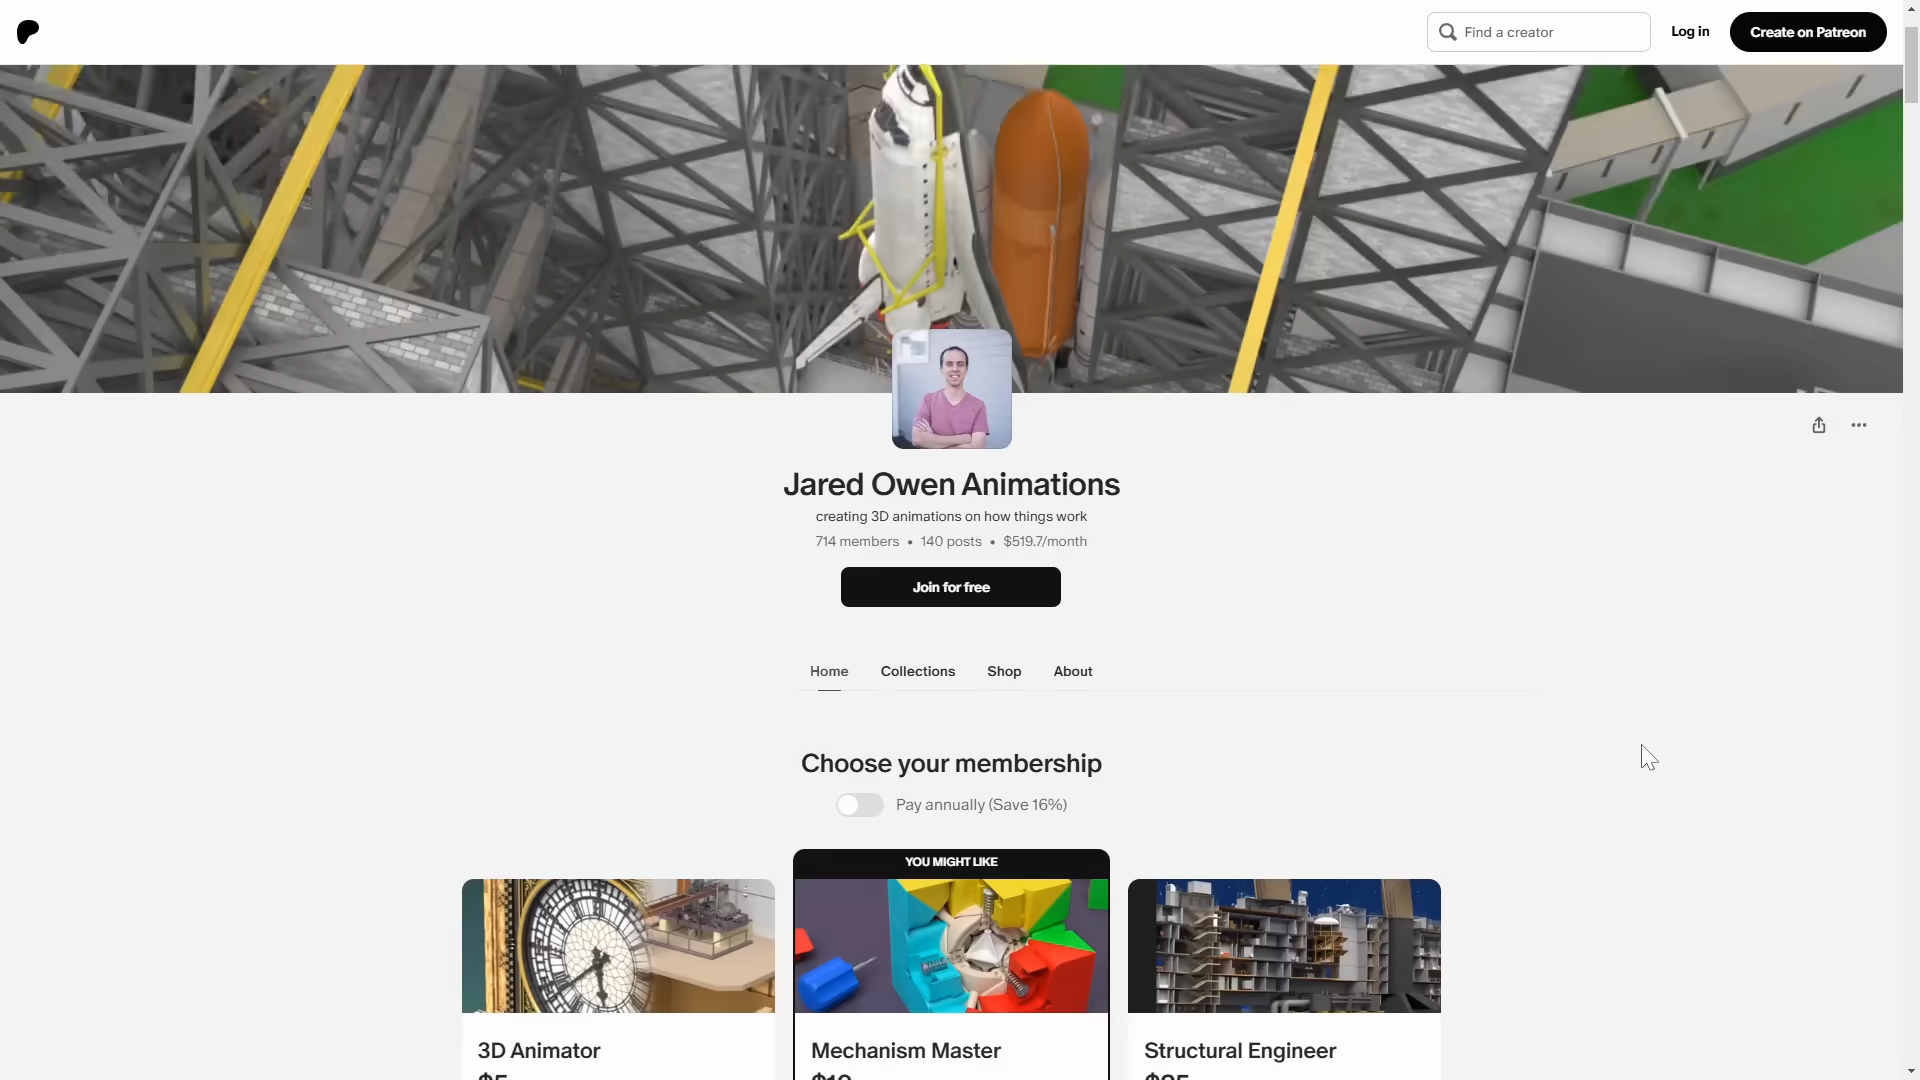 Find a creator
Log in
Create on Patreon
Jared Owen Animations
creating 3D animations on how things work
714 members • 140 posts • $519.7/month
Join for free
Home
Collections
Shop
About
Choose your membership
Pay annually (Save 16%)
YOU MIGHT LIKE
3D Animator
Mechanism Master
Structural Engineer